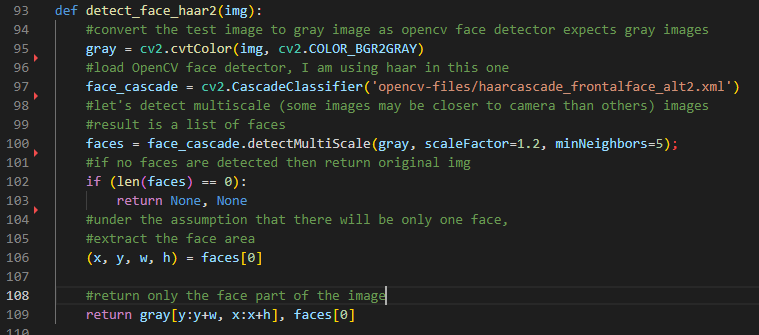 93 def detect_face_haar2(img):
94 #convert the test image to gray image as opencv face detector expects gray images
95 gray = cv2.cvtColor(img, cv2.COLOR_BGR2GRAY)
96 #load OpenCV face detector, I am using haar in this one
97 face_cascade = cv2.CascadeClassifier('opencv-files/haarcascade_frontalface_alt2.xml')
98 #let's detect multiscale (some images may be closer to camera than others) images
99 #result is a list of faces
100 faces = face_cascade.detectMultiScale(gray, scaleFactor=1.2, minNeighbors=5);
101 #if no faces are detected then return original img
102 if (len(faces) == 0):
103 return None, None
104 #under the assumption that there will be only one face,
105 #extract the face area
106 (x, y, w, h) = faces[0]
107
108 #return only the face part of the image
109 return gray[y:y+w, x:x+h], faces[0]
110